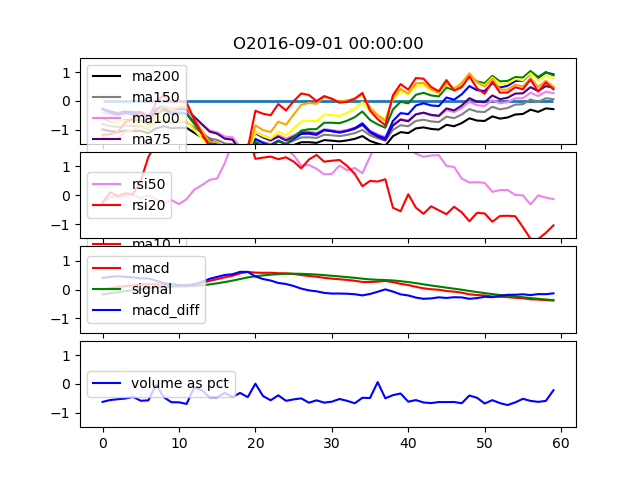 O2016-09-01 00:00:00
1
0
−1
ma200
ma150
ma100
ma75
1
0
−1
rsi50
rsi20
ma10
1
0
−1
macd
signal
macd_diff
1
0
−1
volume as pct
0 10 20 30 40 50 60